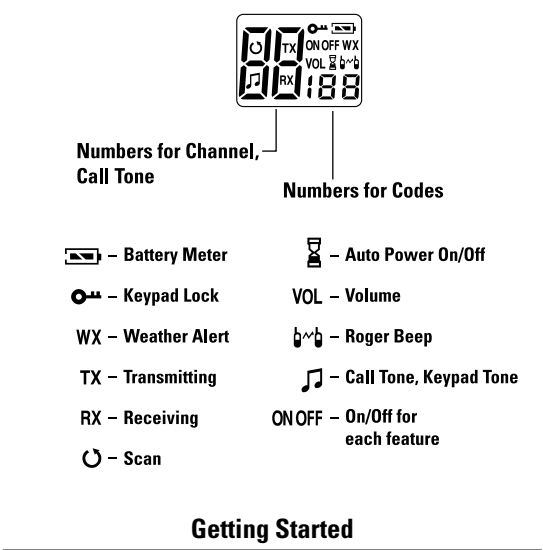 TX ON OFF WX
VOL
RX 188
Numbers for Channel,
Call Tone
Numbers for Codes
– Battery Meter
– Keypad Lock
WX – Weather Alert
TX – Transmitting
RX – Receiving
– Scan
– Auto Power On/Off
VOL – Volume
– Roger Beep
– Call Tone, Keypad Tone
ON OFF – On/Off for
each feature
Getting Started